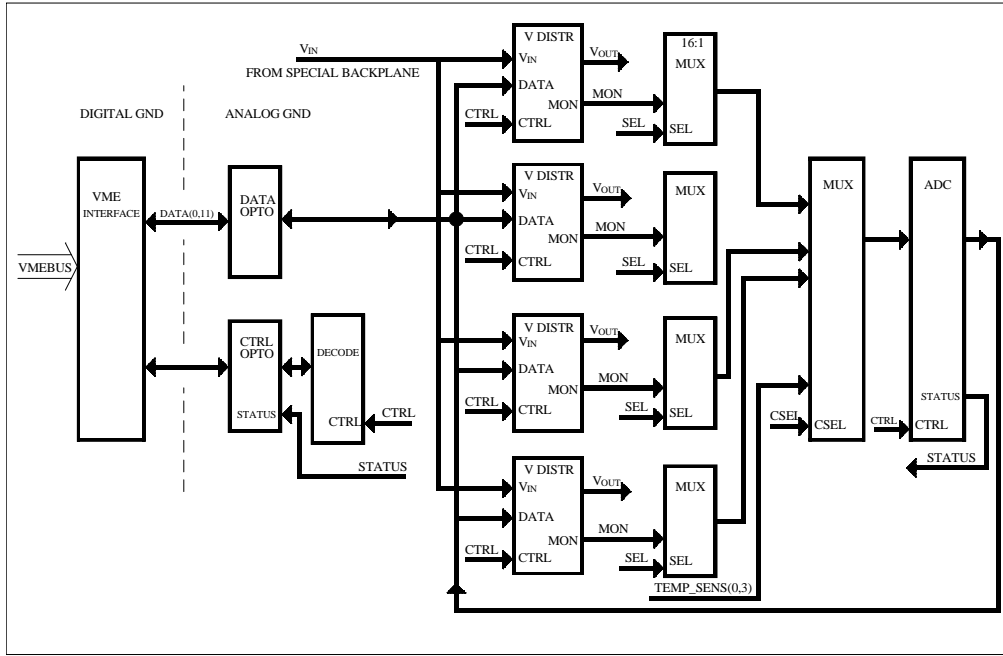 VIN
FROM SPECIAL BACKPLANE
DIGITAL GND
ANALOG GND
VMEBUS
VME
INTERFACE
DATA(0,11)
DATA
OPTO
CTRL
OPTO
STATUS
DECODE
CTRL
CTRL
STATUS
V DISTR
VIN
DATA
MON
CTRL
CTRL
VOUT
MON
SEL
16:1
MUX
SEL
V DISTR
VIN
DATA
MON
CTRL
CTRL
VOUT
MON
SEL
MUX
SEL
V DISTR
VIN
DATA
MON
CTRL
CTRL
VOUT
MON
SEL
MUX
SEL
V DISTR
VIN
DATA
MON
CTRL
CTRL
VOUT
MON
SEL
MUX
SEL
TEMP_SENS(0,3)
MUX
CSEL
CSEL
ADC
STATUS
CTRL
CTRL
STATUS